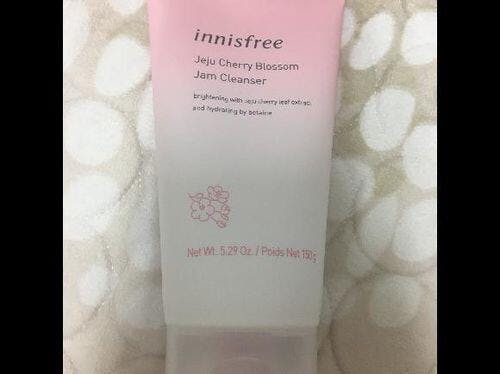 innisfree
Jeju Cherry Blossom
Jam Cleanser
brightening with Jeju cherry leaf extract
and hydrating by betaine
Net Wt. 5.29 Oz. / Poids Net 150g